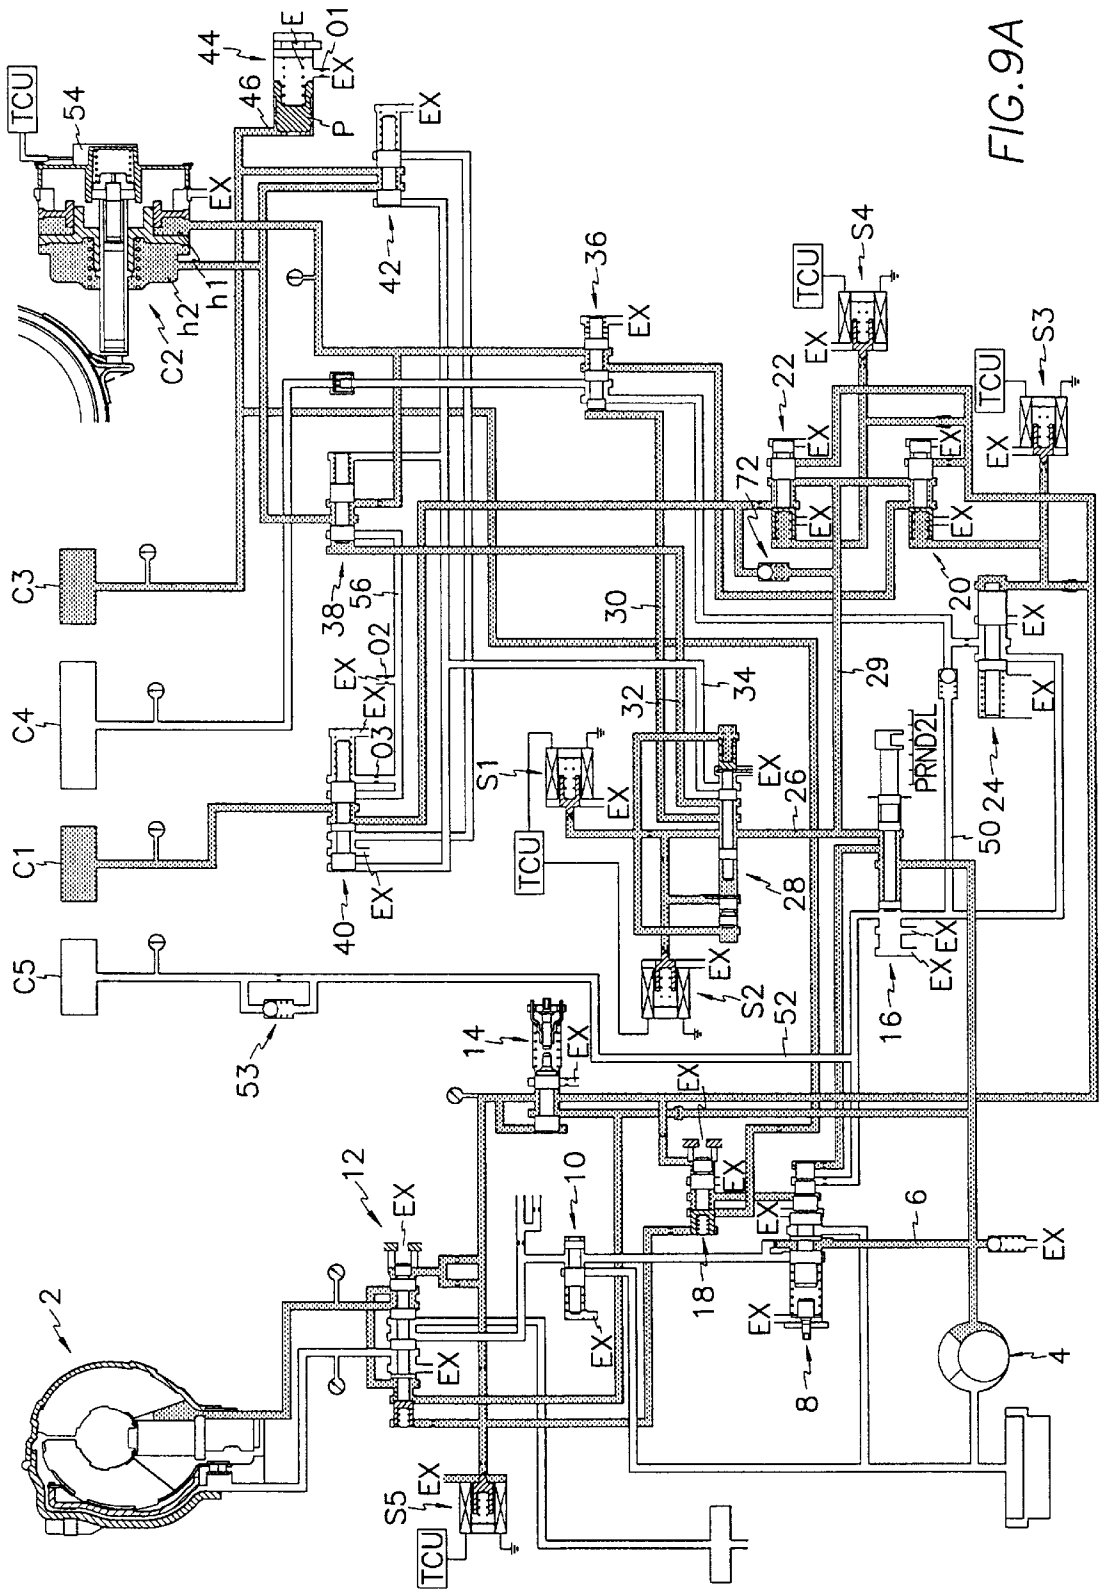 C5
C1
C4
C3
TCU
2
54
C2
h2
h1
EX
44
53
46
E
O1
P
EX
12
40
38
56
EX
O2
EX
O3
EX
42
EX
S5
TCU
EX
EX
EX
14
S1
TCU
10
EX
EX
36
EX
30
32
EX
EX
18
EX
EX
S2
34
72
EX
EX
EX
EX
52
28
26
22
TCU
8
EX
EX
EX
S4
16
29
6
PRND2L
EX
EX
50
24
20
EX
EX
TCU
EX
EX
EX
S3
4
EX
FIG.9A